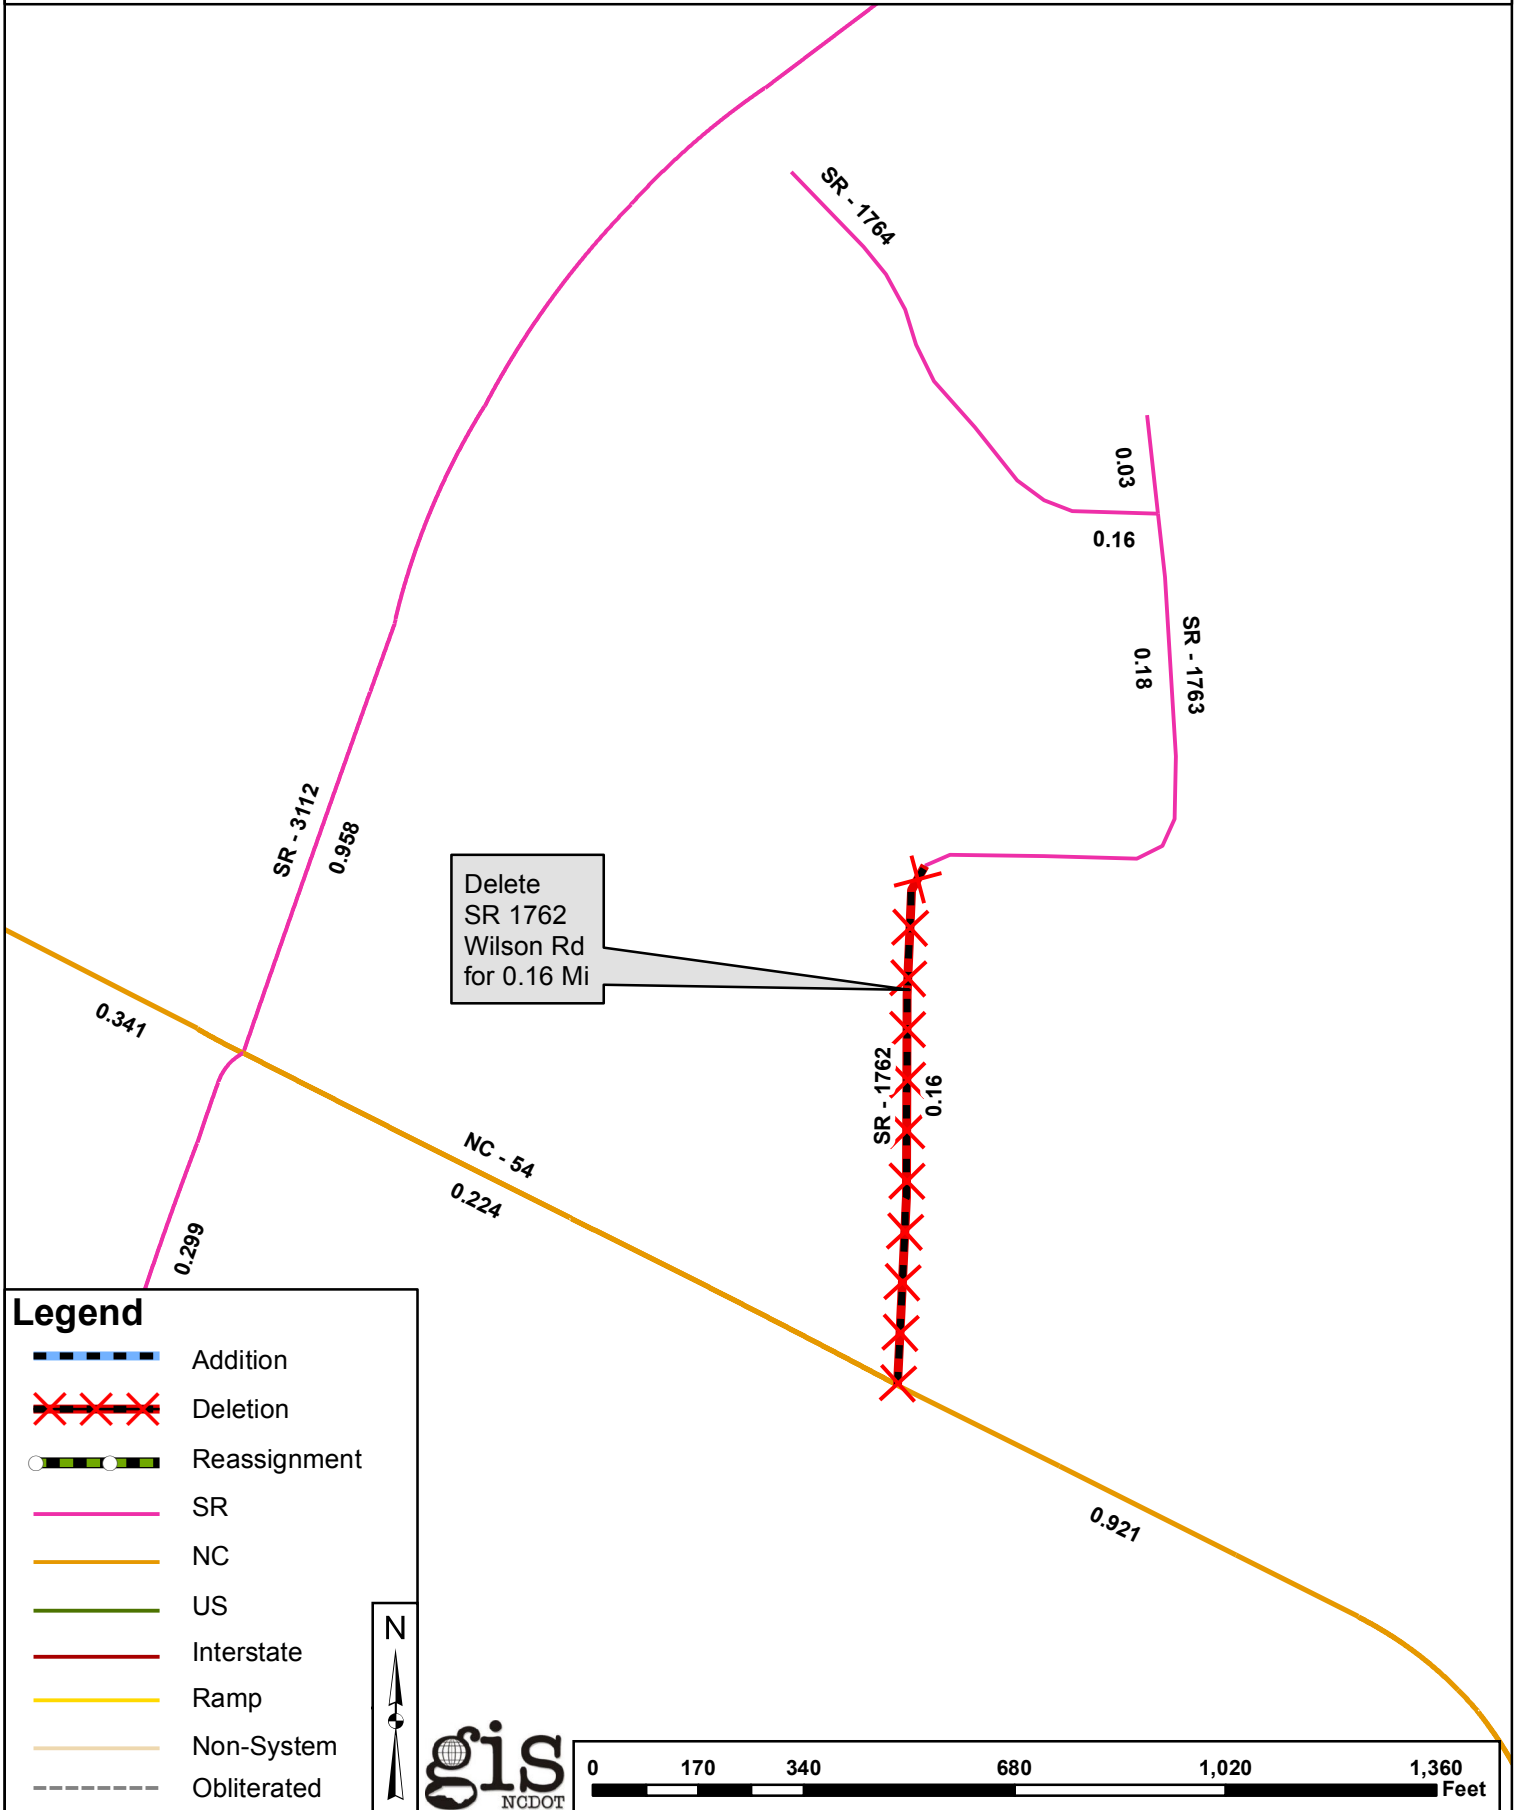 SR - 1764
0.03
0.16
SR - 1763
0.18
SR - 3112
0.958
Delete
SR 1762
Wilson Rd
for 0.16 Mi
0.341
SR - 1762
0.16
NC - 54
0.224
0.299
0.921
Legend
Addition
Deletion
Reassignment
SR
NC
US
Interstate
Ramp
Non-System
Obliterated
N
gis
NCDOT
0 170 340 680 1,020 1,360
Feet